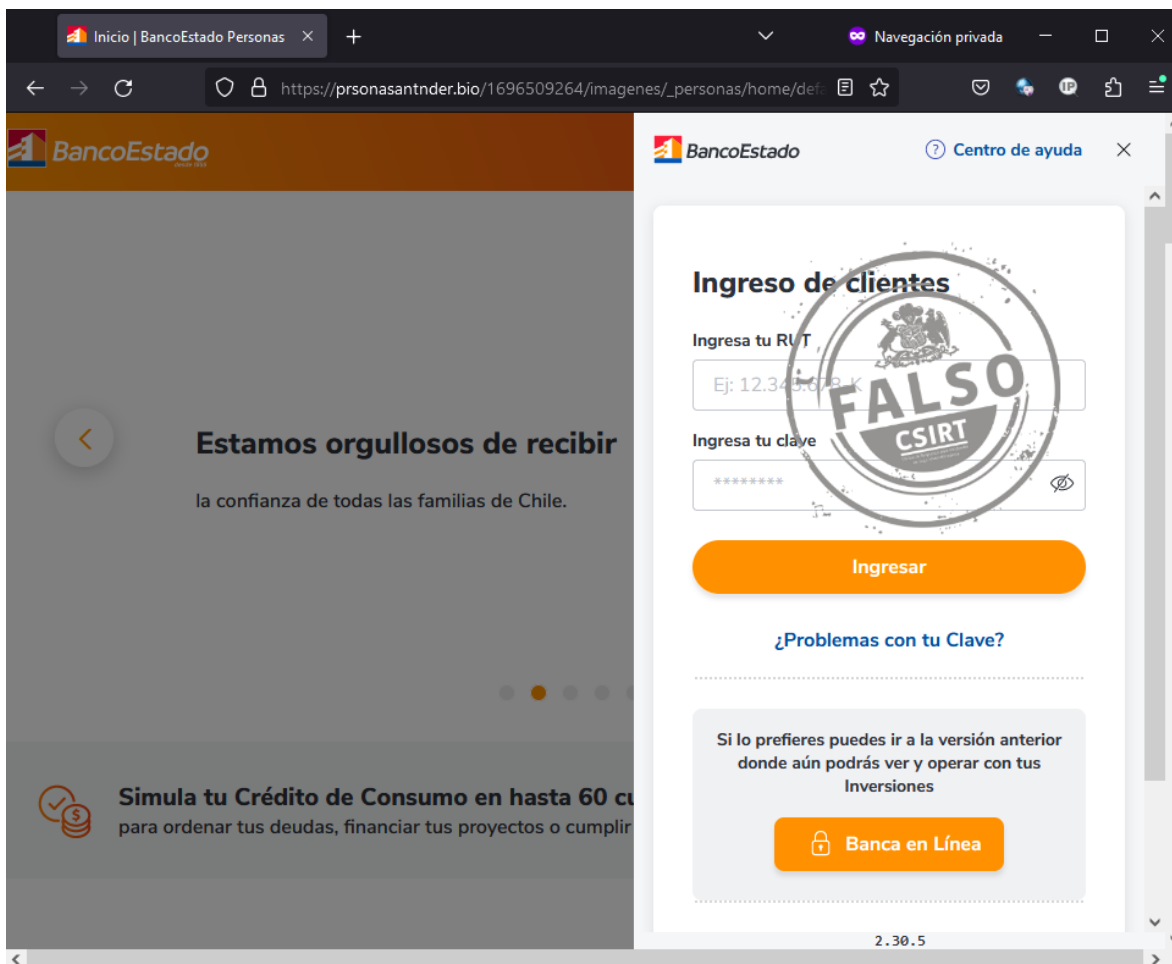 Inicio | BancoEstado Personas
Navegación privada
https://prsonasantnder.bio/1696509264/imagenes/_personas/home/defa
BancoEstado
BancoEstado
Centro de ayuda
Ingreso de clientes
Ingresa tu RUT
Ej: 12.345.678-K
Ingresa tu clave
********
FALSO
CSIRT
Ingresar
¿Problemas con tu Clave?
Si lo prefieres puedes ir a la versión anterior
donde aún podrás ver y operar con tus
Inversiones
Banca en Línea
2.30.5
Estamos orgullosos de recibir
la confianza de todas las familias de Chile.
Simula tu Crédito de Consumo en hasta 60 cu
para ordenar tus deudas, financiar tus proyectos o cumplir